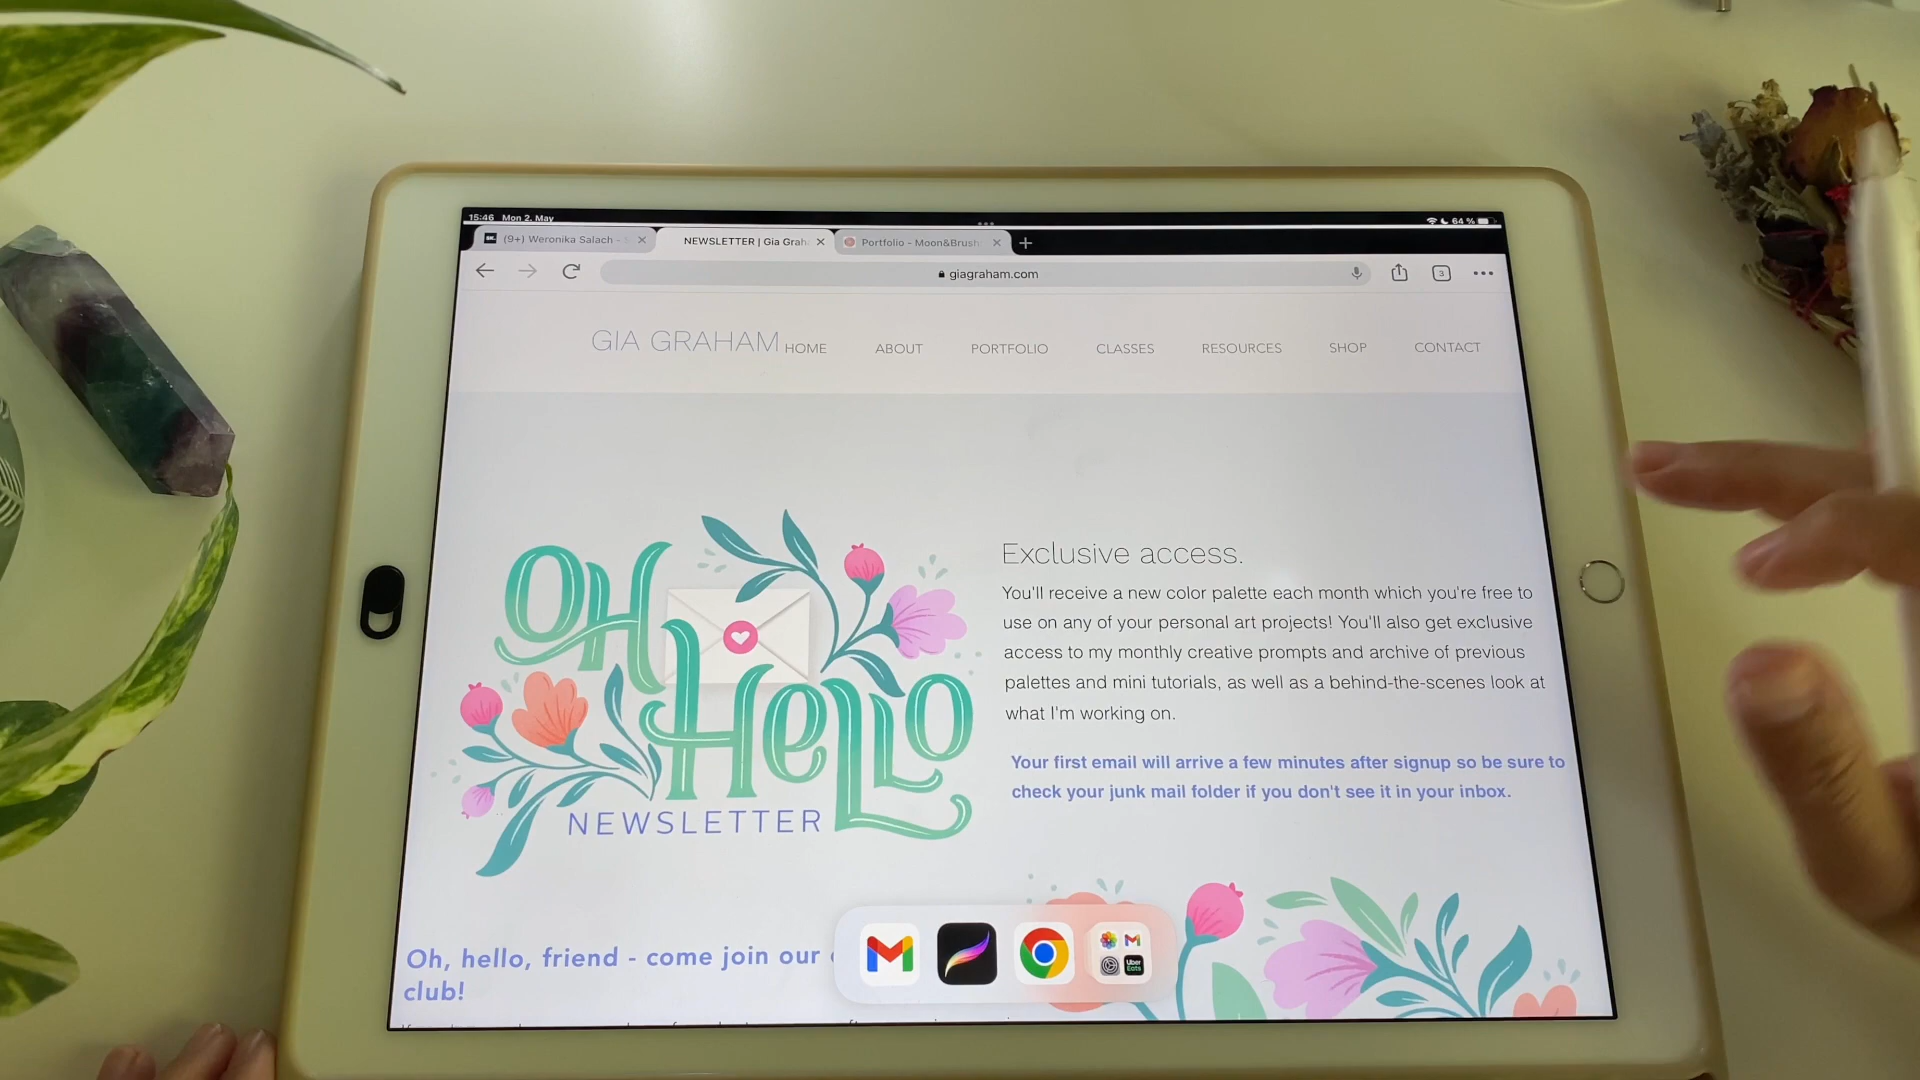 15:46 Mon 2. May
64 %
(9+) Weronika Salach -
NEWSLETTER | Gia Grah
Portfolio - Moon&Brush
giagraham.com
3
GIA GRAHAM
HOME
ABOUT
PORTFOLIO
CLASSES
RESOURCES
SHOP
CONTACT
OH
HELLO
NEWSLETTER
Exclusive access.
You'll receive a new color palette each month which you're free to
use on any of your personal art projects! You'll also get exclusive
access to my monthly creative prompts and archive of previous
palettes and mini tutorials, as well as a behind-the-scenes look at
what I'm working on.
Your first email will arrive a few minutes after signup so be sure to
check your junk mail folder if you don't see it in your inbox.
Oh, hello, friend - come join our
club!
Uber
Eats